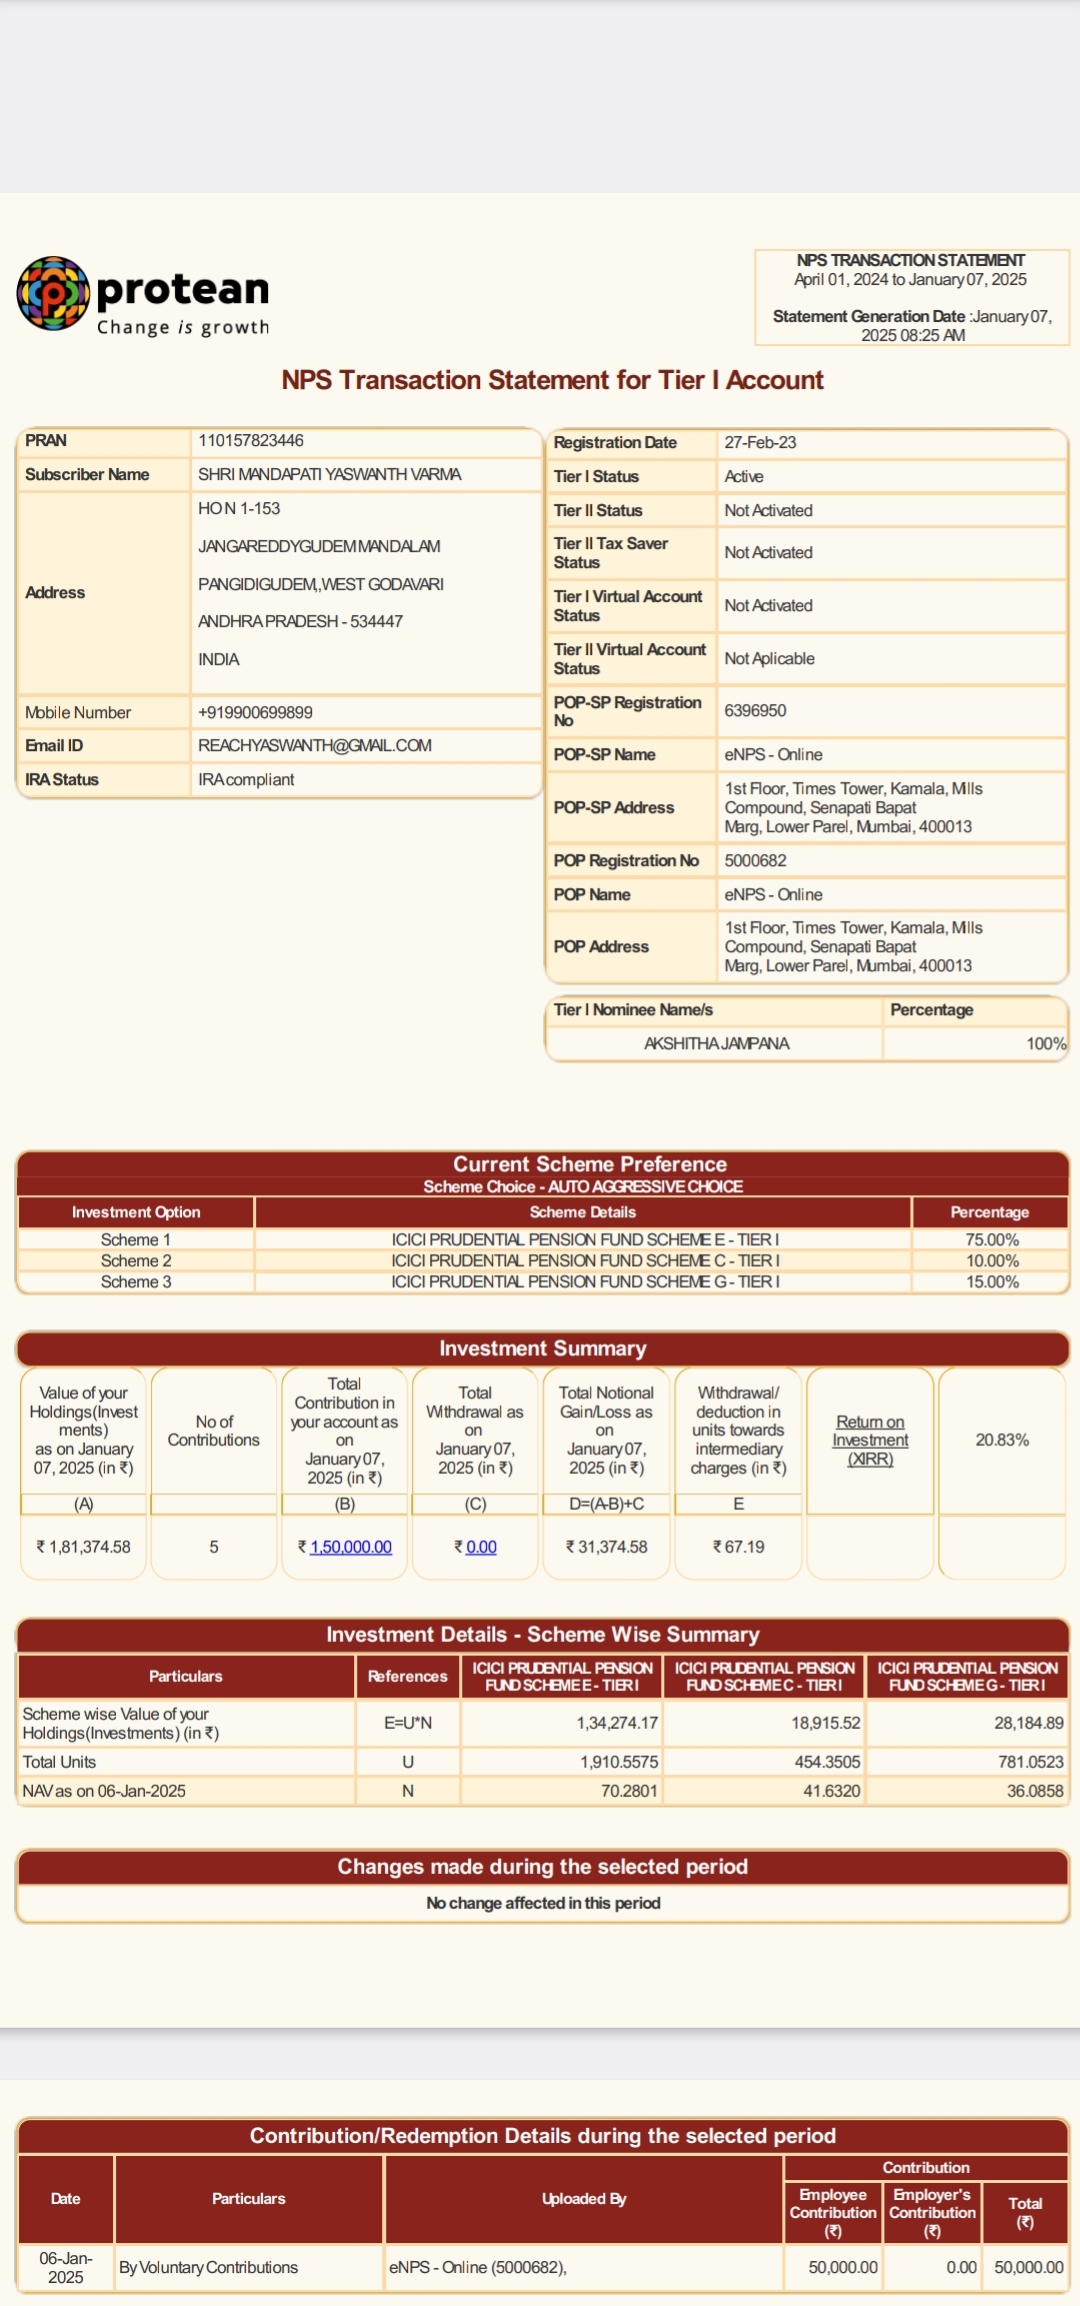 protean
Change is growth
NPS TRANSACTION STATEMENT
April 01, 2024 to January 07, 2025
Statement Generation Date :January 07,
2025 08:25 AM
NPS Transaction Statement for Tier I Account
PRAN 110157823446
Subscriber Name SHRI MANDAPATI YASWANTH VARMA
Address
HO N 1-153
JANGAREDDYGUDEM MANDALAM
PANGIDIGUDEM,,WEST GODAVARI
ANDHRA PRADESH - 534447
INDIA
Mobile Number +919900699899
Email ID REACHYASWANTH@GMAIL.COM
IRA Status IRA compliant
Registration Date 27-Feb-23
Tier I Status Active
Tier II Status Not Activated
Tier II Tax Saver
Status Not Activated
Tier I Virtual Account
Status Not Activated
Tier II Virtual Account
Status Not Aplicable
POP-SP Registration
No 6396950
POP-SP Name eNPS - Online
POP-SP Address
1st Floor, Times Tower, Kamala, Mills
Compound, Senapati Bapat
Marg, Lower Parel, Mumbai, 400013
POP Registration No 5000682
POP Name eNPS - Online
POP Address
1st Floor, Times Tower, Kamala, Mills
Compound, Senapati Bapat
Marg, Lower Parel, Mumbai, 400013
Tier I Nominee Name/s Percentage
AKSHITHA JAMPANA 100%
Current Scheme Preference
Scheme Choice - AUTO AGGRESSIVE CHOICE
Investment Option Scheme Details Percentage
Scheme 1 ICICI PRUDENTIAL PENSION FUND SCHEME E - TIER I 75.00%
Scheme 2 ICICI PRUDENTIAL PENSION FUND SCHEME C - TIER I 10.00%
Scheme 3 ICICI PRUDENTIAL PENSION FUND SCHEME G - TIER I 15.00%
Investment Summary
Value of your
Holdings(Invest
ments)
as on January
07, 2025 (in ₹)
No of
Contributions
Total
Contribution in
your account as
on
January 07,
2025 (in ₹)
Total
Withdrawal as
on
January 07,
2025 (in ₹)
Total Notional
Gain/Loss as
on
January 07,
2025 (in ₹)
Withdrawal/
deduction in
units towards
intermediary
charges (in ₹)
Return on
Investment
(XIRR)
20.83%
(A) (B) (C) D=(A-B)+C E
₹ 1,81,374.58 5 ₹ 1,50,000.00 ₹ 0.00 ₹ 31,374.58 ₹ 67.19
Investment Details - Scheme Wise Summary
Particulars References
ICICI PRUDENTIAL PENSION
FUND SCHEME E - TIER I
ICICI PRUDENTIAL PENSION
FUND SCHEME C - TIER I
ICICI PRUDENTIAL PENSION
FUND SCHEME G - TIER I
Scheme wise Value of your
Holdings(Investments) (in ₹) E=U*N 1,34,274.17 18,915.52 28,184.89
Total Units U 1,910.5575 454.3505 781.0523
NAV as on 06-Jan-2025 N 70.2801 41.6320 36.0858
Changes made during the selected period
No change affected in this period
Contribution/Redemption Details during the selected period
Date Particulars Uploaded By
Contribution
Employee
Contribution
(₹)
Employer's
Contribution
(₹)
Total
(₹)
06-Jan-
2025 By Voluntary Contributions eNPS - Online (5000682), 50,000.00 0.00 50,000.00